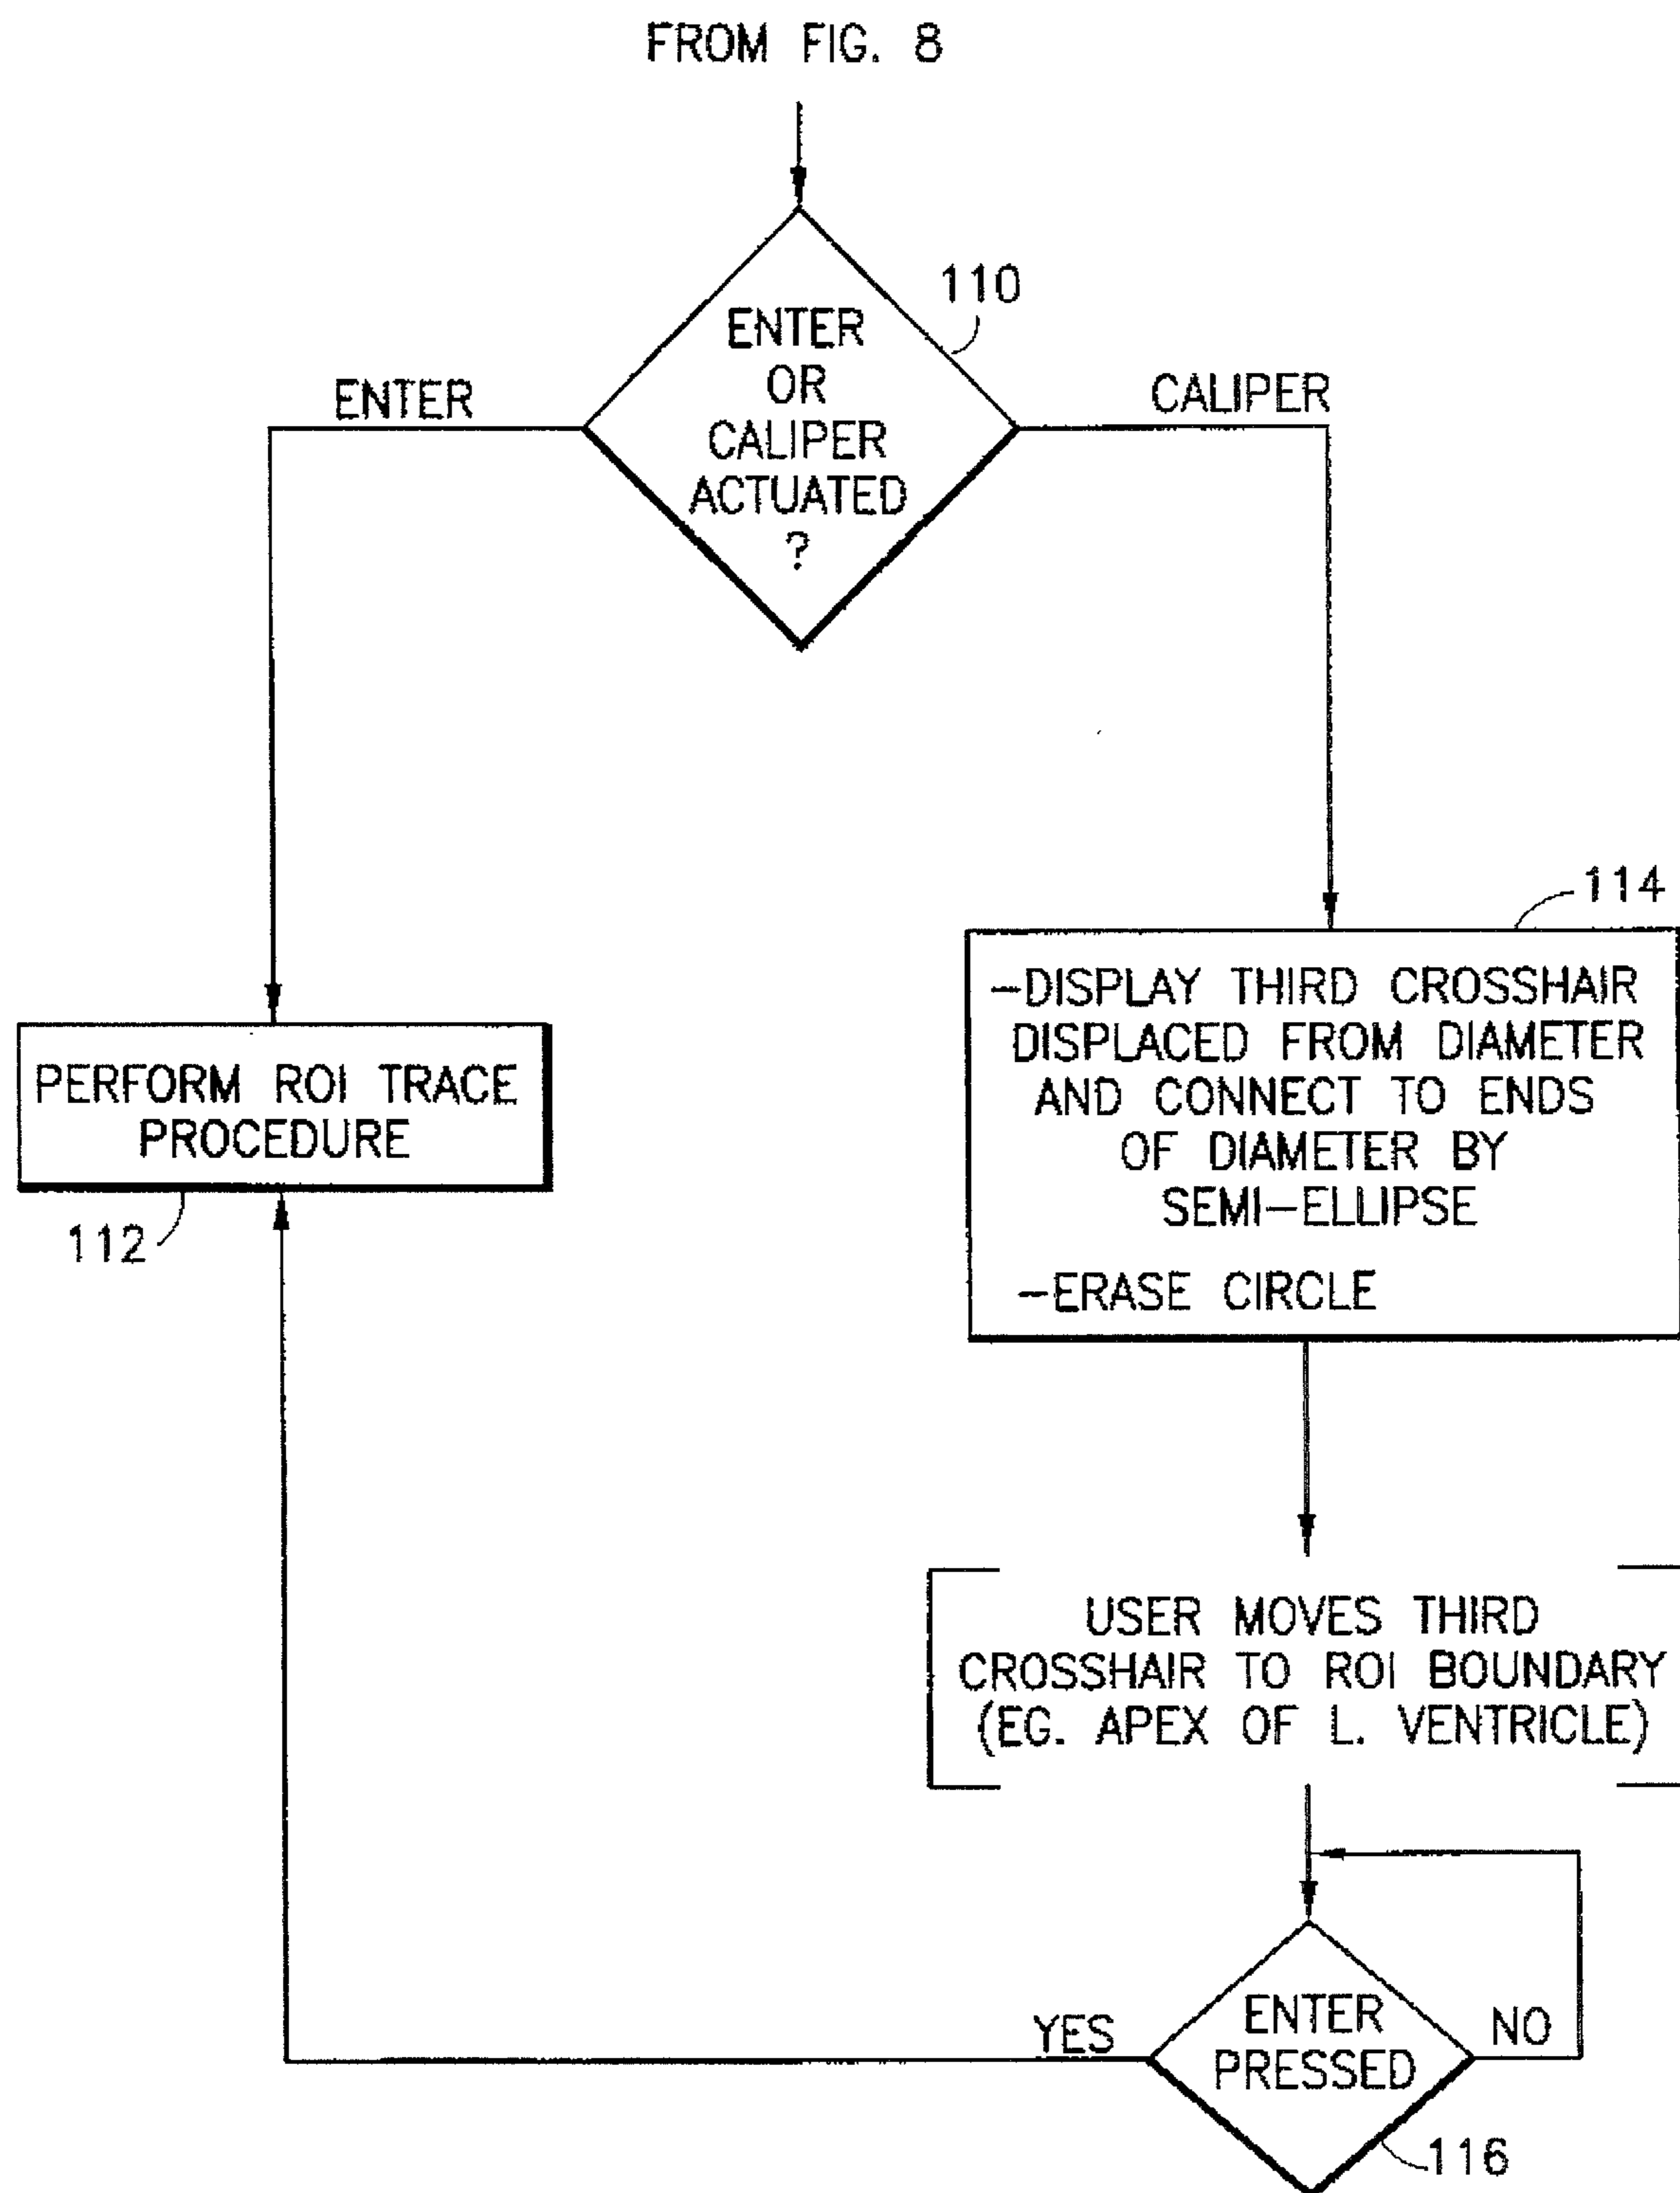 FROM FIG. 8
110
ENTER
OR
CALIPER
ACTUATED
?
ENTER
CALIPER
114
-DISPLAY THIRD CROSSHAIR
DISPLACED FROM DIAMETER
AND CONNECT TO ENDS
OF DIAMETER BY
SEMI-ELLIPSE
-ERASE CIRCLE
PERFORM ROI TRACE
PROCEDURE
112
USER MOVES THIRD
CROSSHAIR TO ROI BOUNDARY
(EG. APEX OF L. VENTRICLE)
YES
ENTER
PRESSED
NO
116